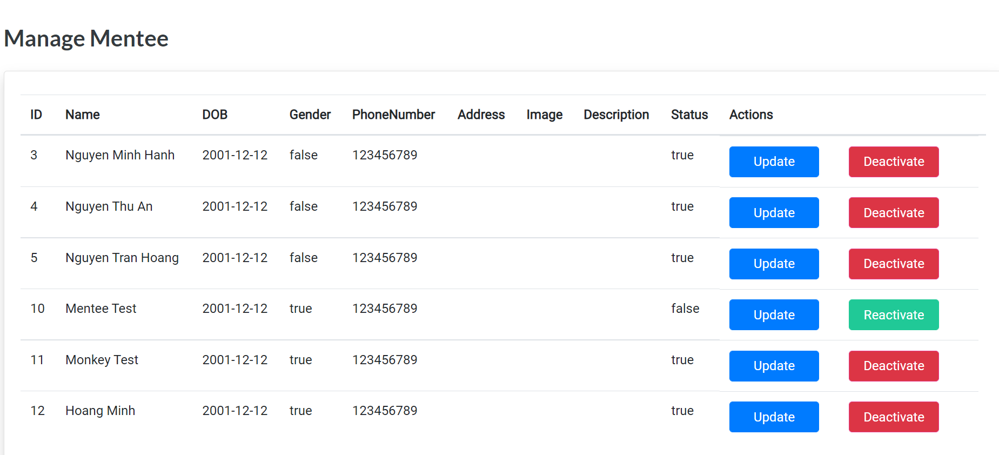 Manage Mentee
ID Name DOB Gender PhoneNumber Address Image Description Status Actions
3 Nguyen Minh Hanh 2001-12-12 false 123456789 true Update Deactivate
4 Nguyen Thu An 2001-12-12 false 123456789 true Update Deactivate
5 Nguyen Tran Hoang 2001-12-12 false 123456789 true Update Deactivate
10 Mentee Test 2001-12-12 true 123456789 false Update Reactivate
11 Monkey Test 2001-12-12 true 123456789 true Update Deactivate
12 Hoang Minh 2001-12-12 true 123456789 true Update Deactivate